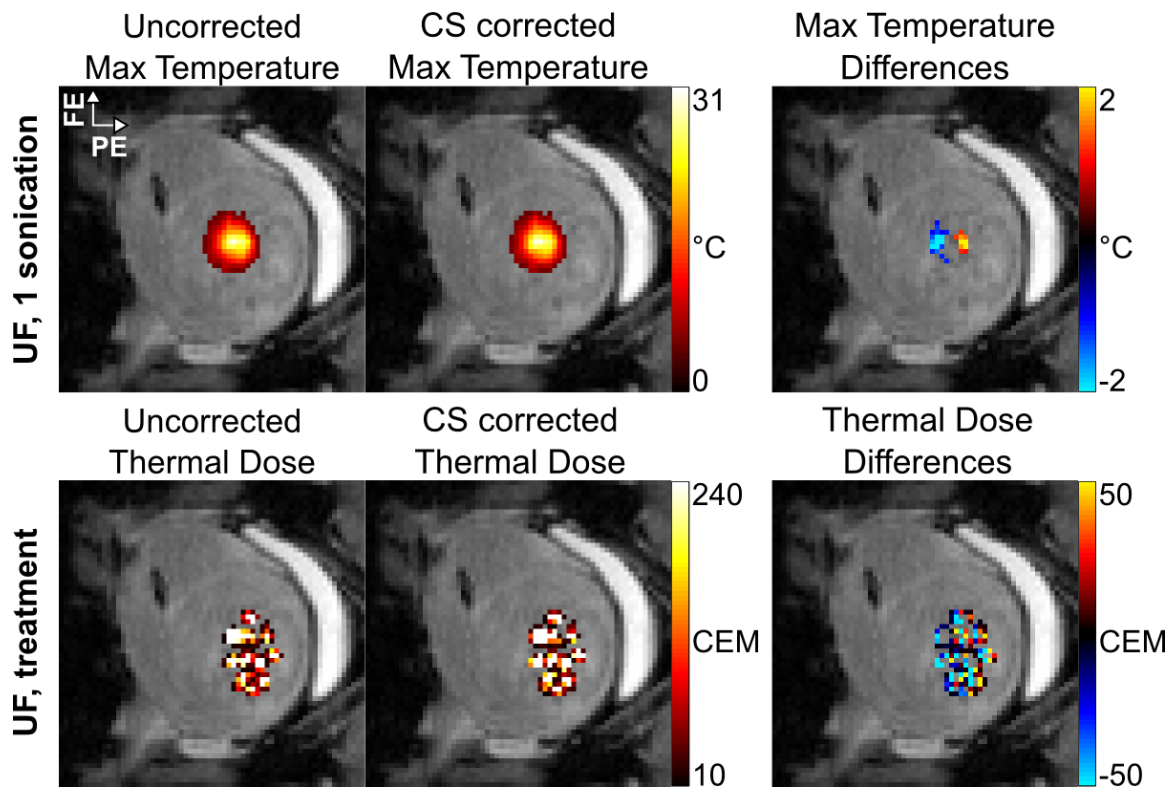 Uncorrected
Max Temperature
CS corrected
Max Temperature
Max Temperature
Differences
UF, 1 sonication
FE
PE
31
°C
0
2
°C
-2
Uncorrected
Thermal Dose
CS corrected
Thermal Dose
Thermal Dose
Differences
UF, treatment
240
CEM
10
50
CEM
-50